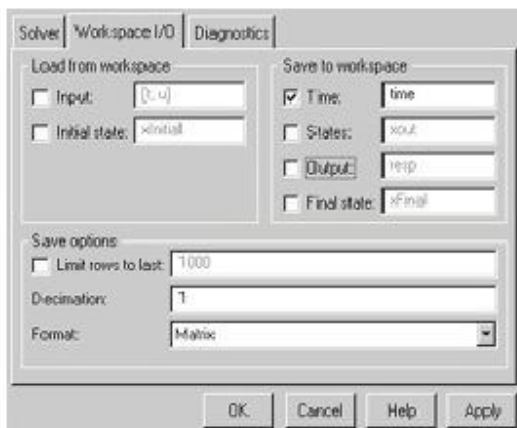 Solver Workspace I/O Diagnostics
Load from workspace
Input: [t, u]
Initial state: xInitial
Save to workspace
Time: time
States: xout
Output: resp
Final state: xFinal
Save options
Limit rows to last: 1000
Decimation: 1
Format: Matrix
OK Cancel Help Apply